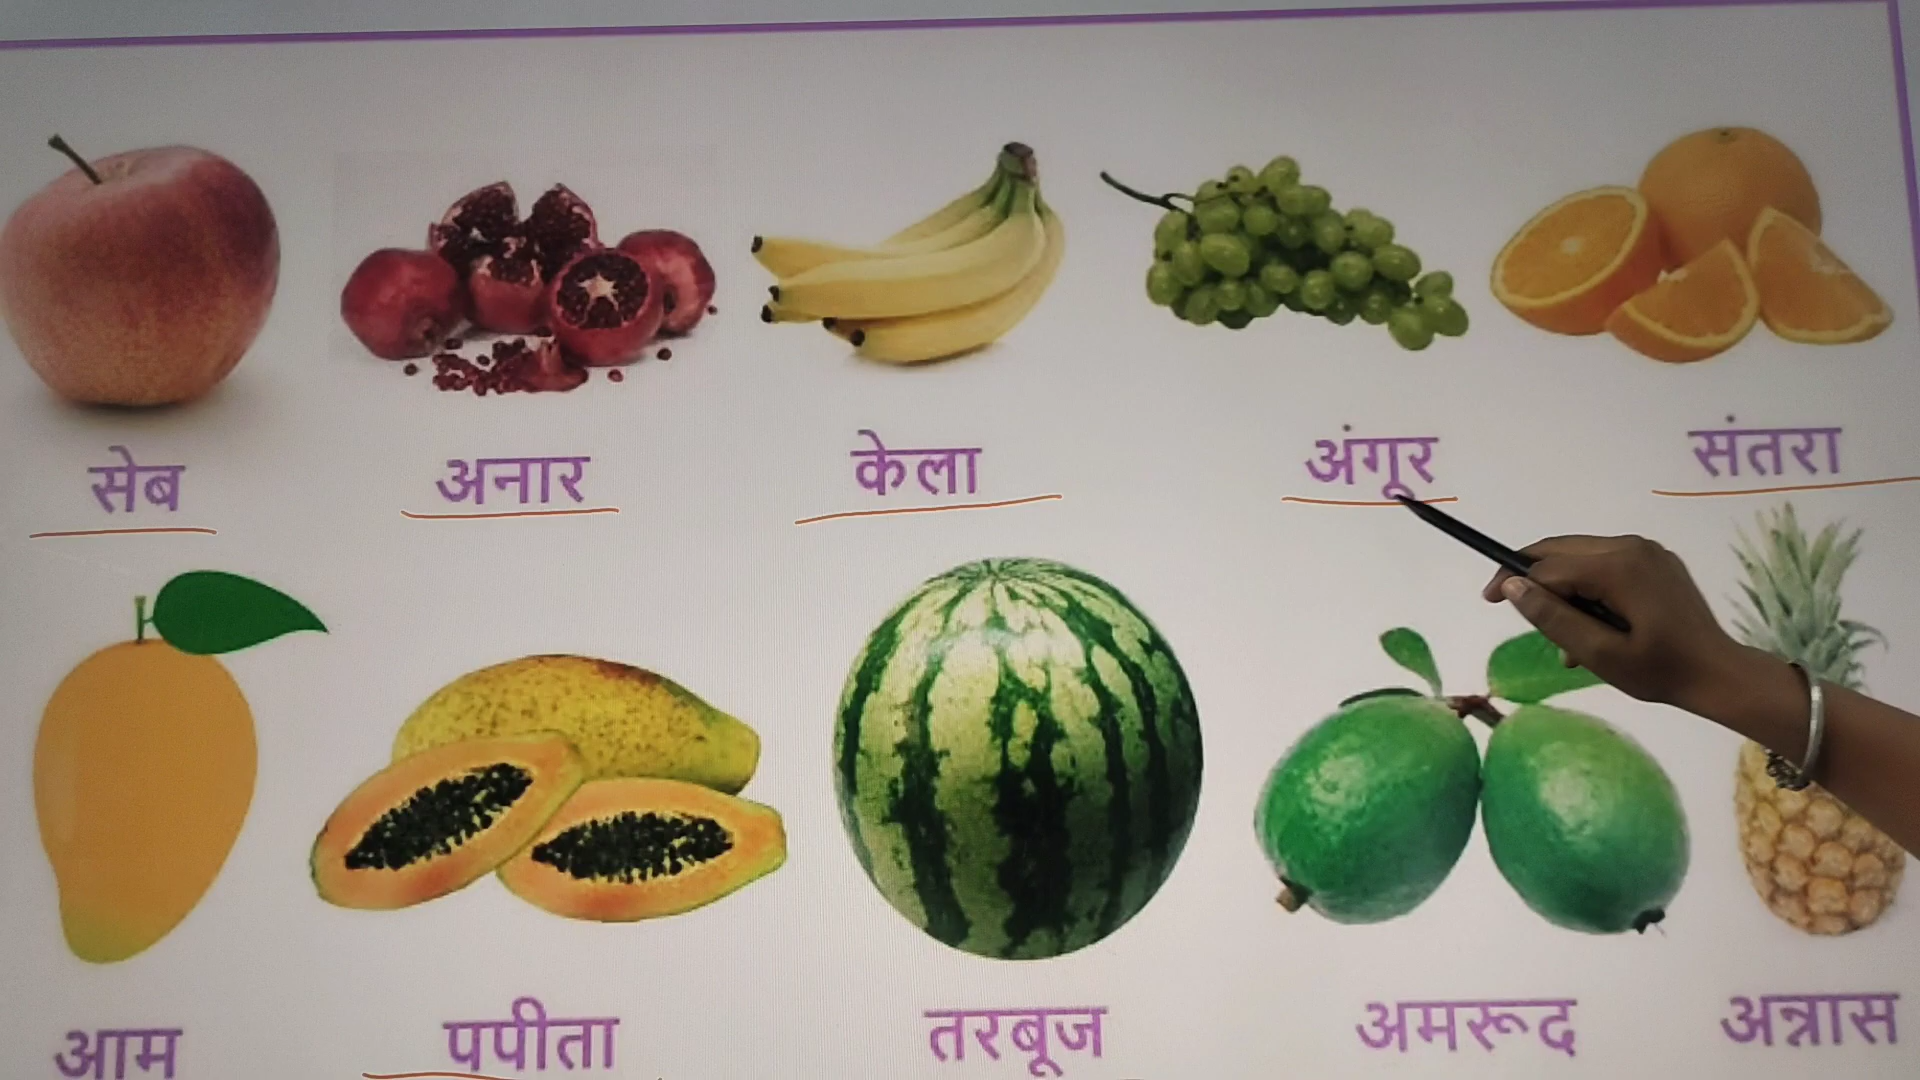 सेब अनार केला अंगूर संतरा
आम पपीता तरबूज अमरूद अन्नास